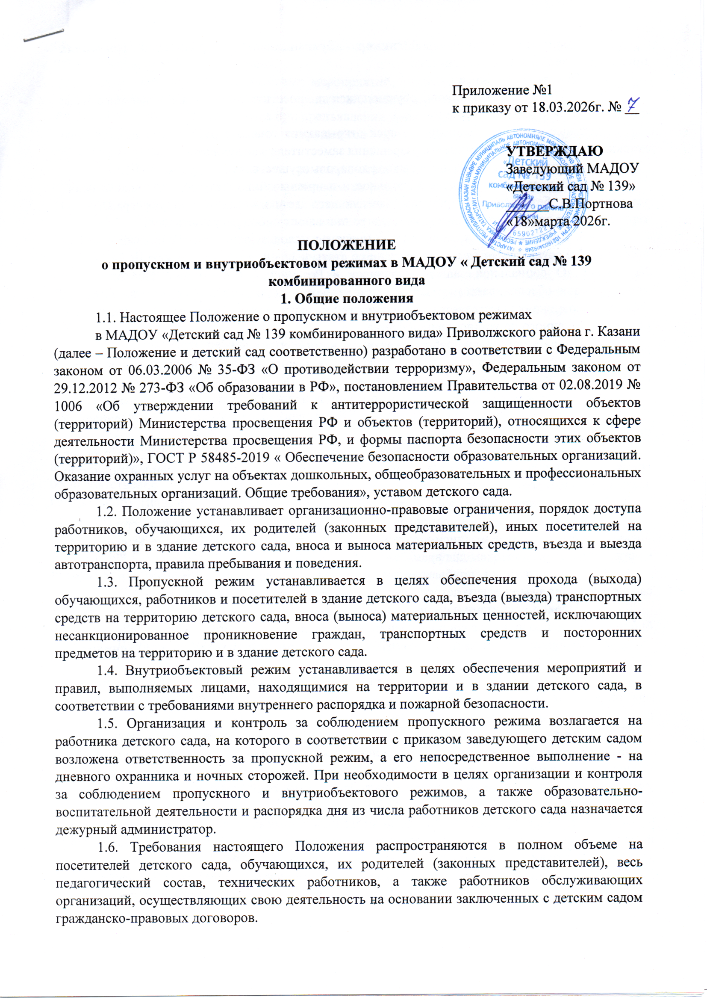 Приложение №1
к приказу от 18.03.2026г. № 7
УТВЕРЖДАЮ
Заведующий МАДОУ
«Детский сад № 139»
С.В.Портнова
«18»марта 2026г.
«Детский
сад № 139
комбинированного
вида»
Приволжского района
ПОЛОЖЕНИЕ
о пропускном и внутриобъектовом режимах в МАДОУ « Детский сад № 139
комбинированного вида
1. Общие положения
1.1. Настоящее Положение о пропускном и внутриобъектовом режимах
в МАДОУ «Детский сад № 139 комбинированного вида» Приволжского района г. Казани
(далее – Положение и детский сад соответственно) разработано в соответствии с Федеральным
законом от 06.03.2006 № 35-ФЗ «О противодействии терроризму», Федеральным законом от
29.12.2012 № 273-ФЗ «Об образовании в РФ», постановлением Правительства от 02.08.2019 №
1006 «Об утверждении требований к антитеррористической защищенности объектов
(территорий) Министерства просвещения РФ и объектов (территорий), относящихся к сфере
деятельности Министерства просвещения РФ, и формы паспорта безопасности этих объектов
(территорий)», ГОСТ Р 58485-2019 « Обеспечение безопасности образовательных организаций.
Оказание охранных услуг на объектах дошкольных, общеобразовательных и профессиональных
образовательных организаций. Общие требования», уставом детского сада.
1.2. Положение устанавливает организационно-правовые ограничения, порядок доступа
работников, обучающихся, их родителей (законных представителей), иных посетителей на
территорию и в здание детского сада, вноса и выноса материальных средств, въезда и выезда
автотранспорта, правила пребывания и поведения.
1.3. Пропускной режим устанавливается в целях обеспечения прохода (выхода)
обучающихся, работников и посетителей в здание детского сада, въезда (выезда) транспортных
средств на территорию детского сада, вноса (выноса) материальных ценностей, исключающих
несанкционированное проникновение граждан, транспортных средств и посторонних
предметов на территорию и в здание детского сада.
1.4. Внутриобъектовый режим устанавливается в целях обеспечения мероприятий и
правил, выполняемых лицами, находящимися на территории и в здании детского сада, в
соответствии с требованиями внутреннего распорядка и пожарной безопасности.
1.5. Организация и контроль за соблюдением пропускного режима возлагается на
работника детского сада, на которого в соответствии с приказом заведующего детским садом
возложена ответственность за пропускной режим, а его непосредственное выполнение - на
дневного охранника и ночных сторожей. При необходимости в целях организации и контроля
за соблюдением пропускного и внутриобъектового режимов, а также образовательно-
воспитательной деятельности и распорядка дня из числа работников детского сада назначается
дежурный администратор.
1.6. Требования настоящего Положения распространяются в полном объеме на
посетителей детского сада, обучающихся, их родителей (законных представителей), весь
педагогический состав, технических работников, а также работников обслуживающих
организаций, осуществляющих свою деятельность на основании заключенных с детским садом
гражданско-правовых договоров.